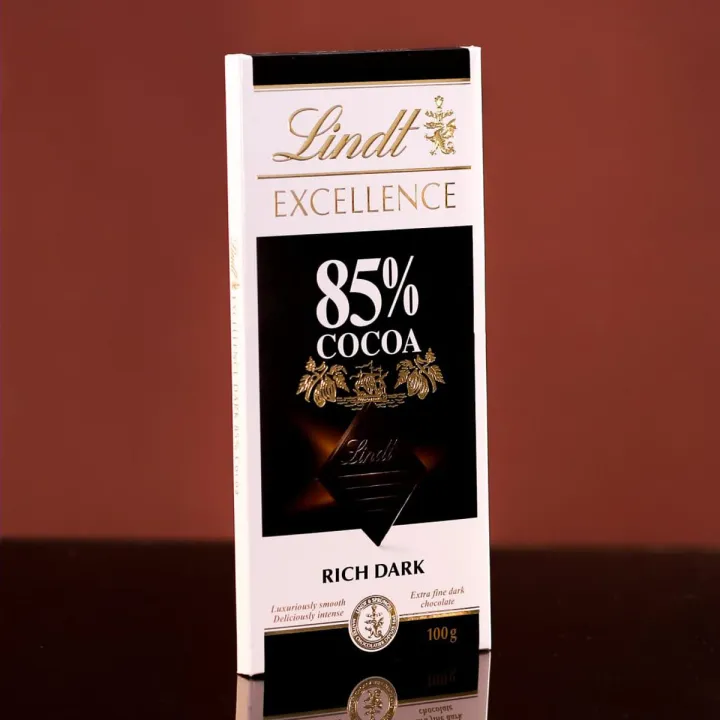 Lindt
EXCELLENCE
85%
COCOA
Lindt
RICH DARK
Luxuriously smooth
Deliciously intense
Extra fine dark
chocolate
100g